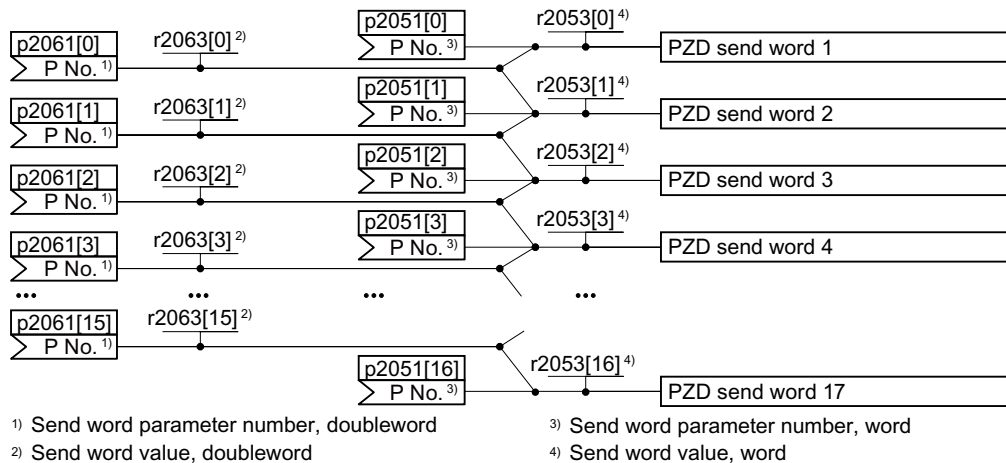 p2051[0] r2053[0] 4)
p2061[0] r2063[0] 2) P No. 3) PZD send word 1
P No. 1)
p2051[1] r2053[1] 4)
p2061[1] r2063[1] 2) P No. 3) PZD send word 2
P No. 1)
p2051[2] r2053[2] 4)
p2061[2] r2063[2] 2) P No. 3) PZD send word 3
P No. 1)
p2051[3] r2053[3] 4)
p2061[3] r2063[3] 2) P No. 3) PZD send word 4
P No. 1)
... ... ... ...
p2061[15] r2063[15] 2)
P No. 1)
p2051[16] r2053[16] 4)
P No. 3) PZD send word 17
1) Send word parameter number, doubleword 3) Send word parameter number, word
2) Send word value, doubleword 4) Send word value, word